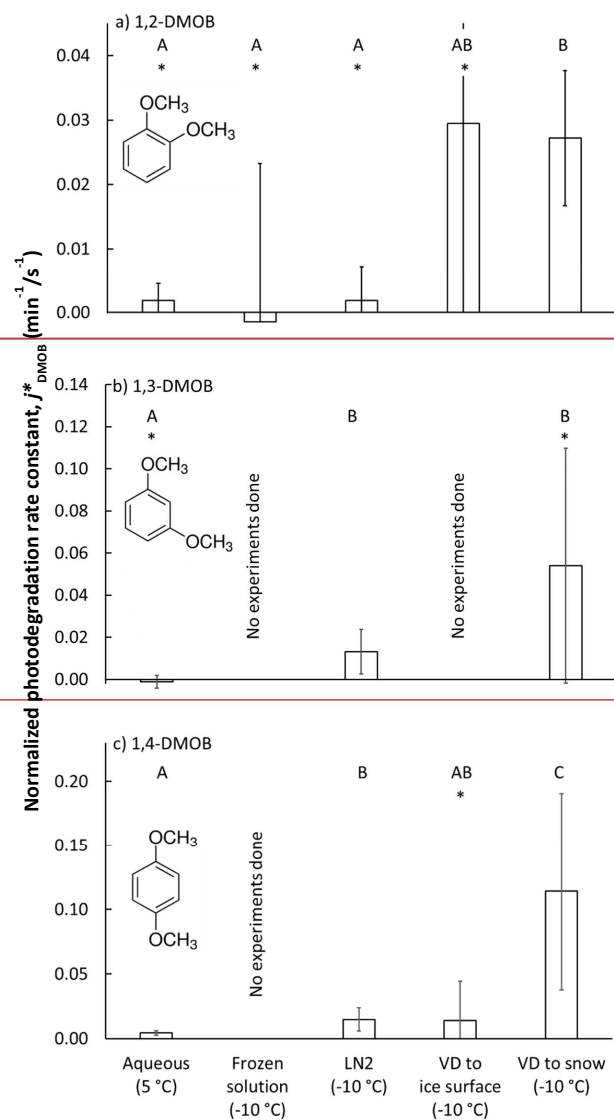 a) 1,2-DMOB
A A A AB B
* * * *
0.04
0.03
0.02
0.01
0.00
OCH3
OCH3
Normalized photodegradation rate constant, j*DMOB (min-1/s-1)
b) 1,3-DMOB
A B B
* *
0.14
0.12
0.10
0.08
0.06
0.04
0.02
0.00
OCH3
OCH3
No experiments done
No experiments done
c) 1,4-DMOB
A B AB C
*
0.20
0.15
0.10
0.05
0.00
OCH3
OCH3
No experiments done
Aqueous
(5 °C)
Frozen
solution
(-10 °C)
LN2
(-10 °C)
VD to
ice surface
(-10 °C)
VD to snow
(-10 °C)